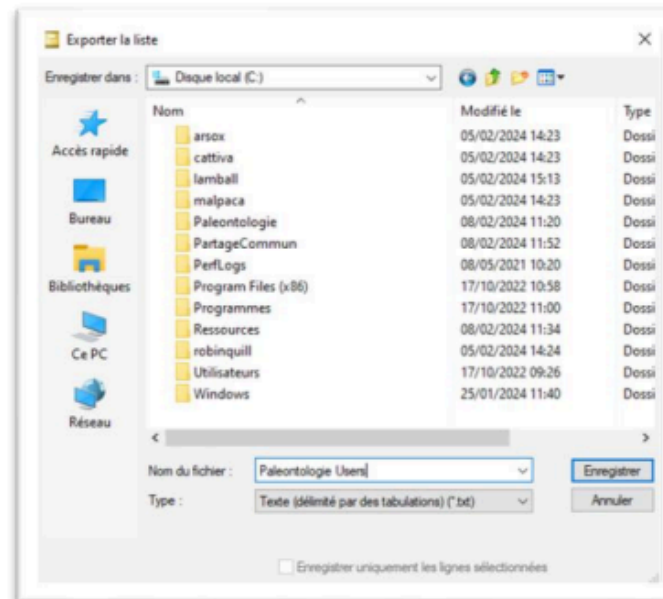 Exporter la liste
Enregistrer dans : Disque local (C:)
Nom Modifié le Type
arsox 05/02/2024 14:23 Dossi
cattiva 05/02/2024 14:23 Dossi
lamball 05/02/2024 15:13 Dossi
malpaca 05/02/2024 14:23 Dossi
Paleontologie 08/02/2024 11:20 Dossi
PartageCommun 08/02/2024 11:52 Dossi
PerfLogs 08/05/2021 10:20 Dossi
Program Files (x86) 17/10/2022 10:58 Dossi
Programmes 17/10/2022 11:00 Dossi
Ressources 08/02/2024 11:34 Dossi
robinquill 05/02/2024 14:24 Dossi
Utilisateurs 17/10/2022 09:26 Dossi
Windows 25/01/2024 11:40 Dossi
Accès rapide
Bureau
Bibliothèques
Ce PC
Réseau
Nom du fichier : Paleontologie Users Enregistrer
Type : Texte (délimité par des tabulations) (*.txt) Annuler
Enregistrer uniquement les lignes sélectionnées